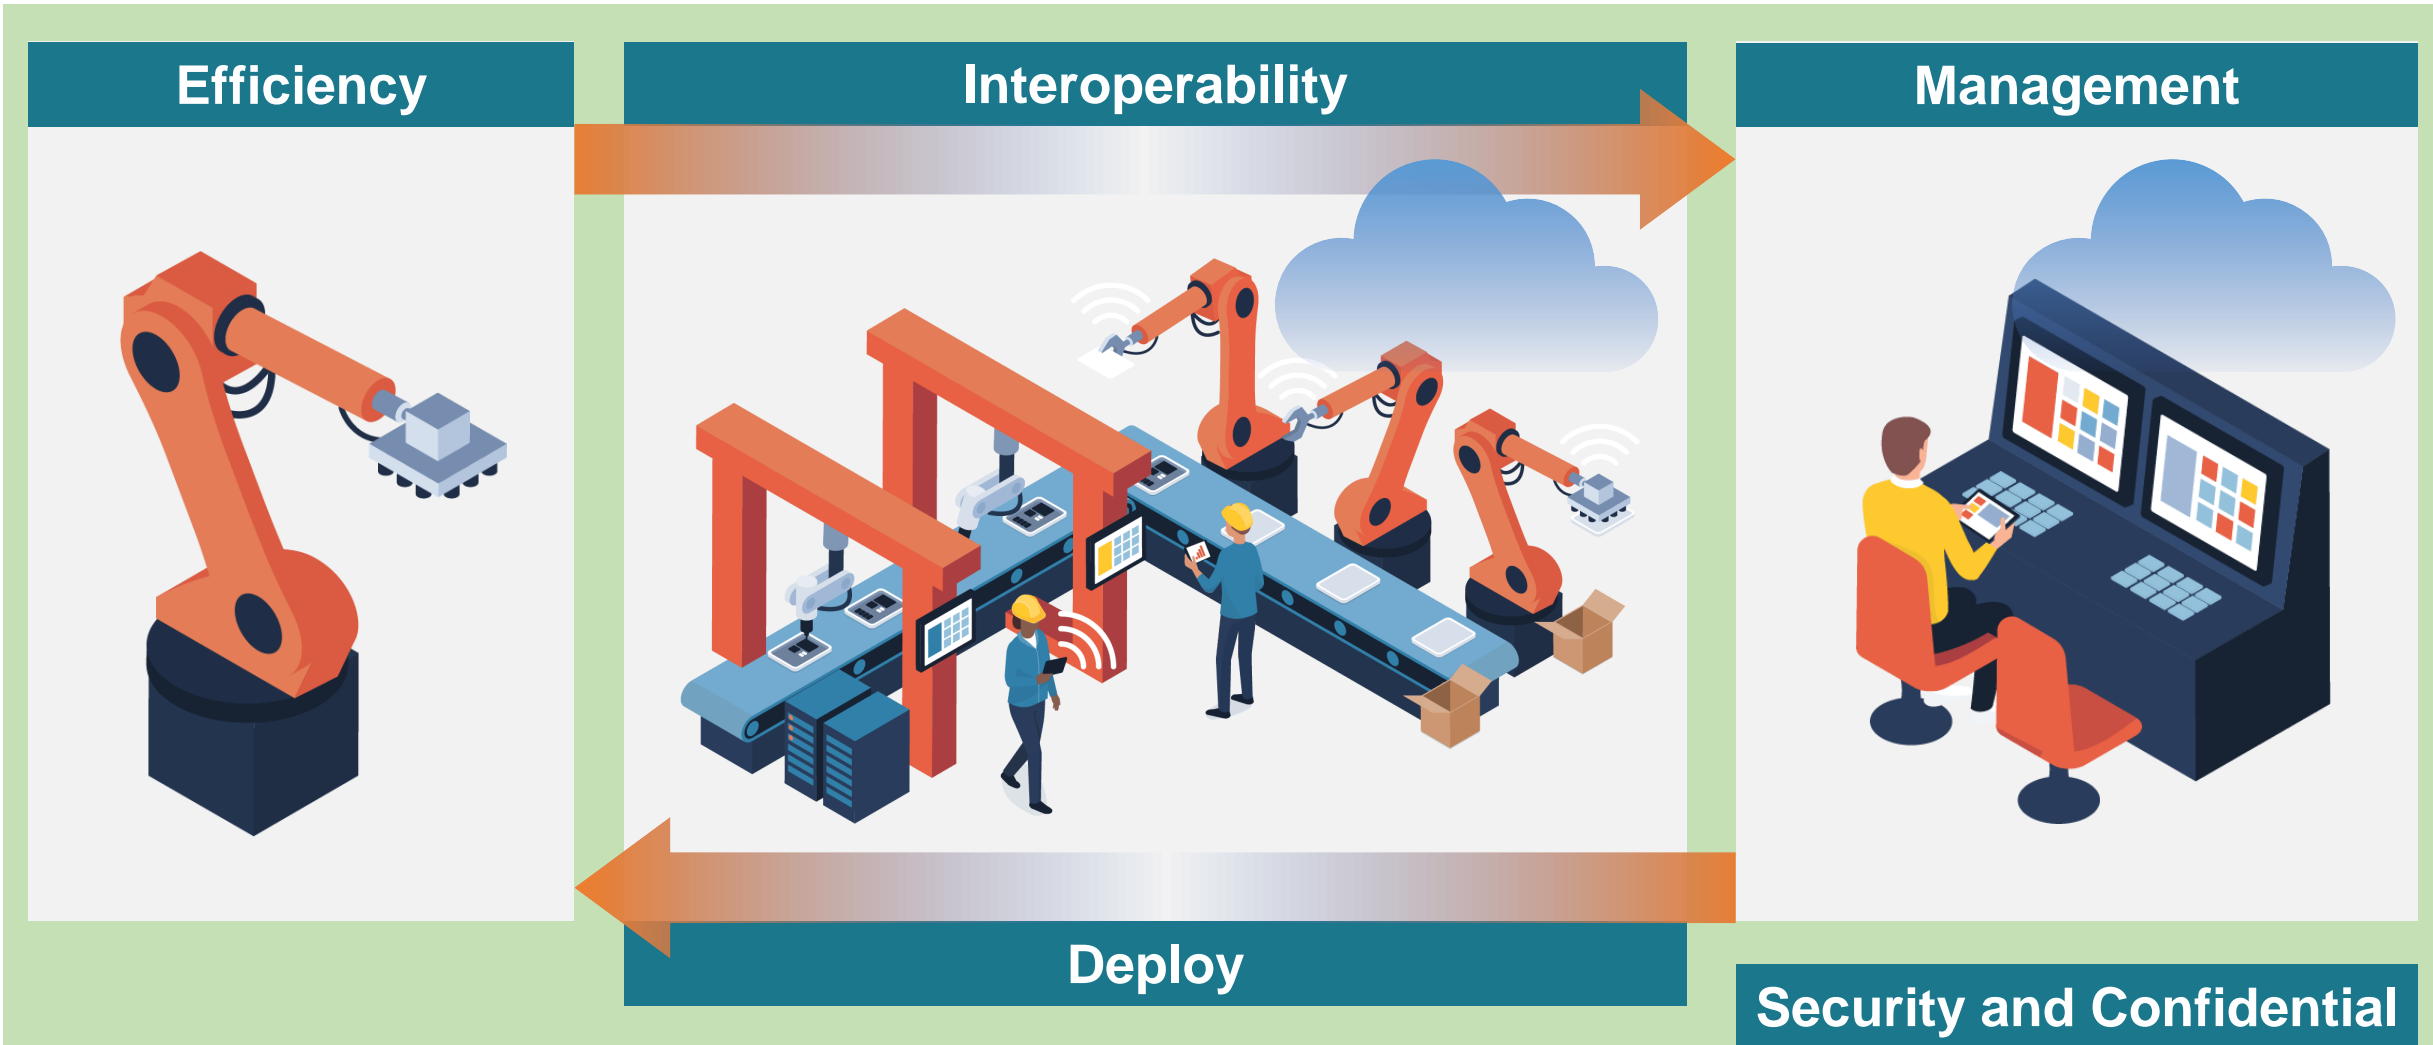 Efficiency
Interoperability
Management
Deploy
Security and Confidential